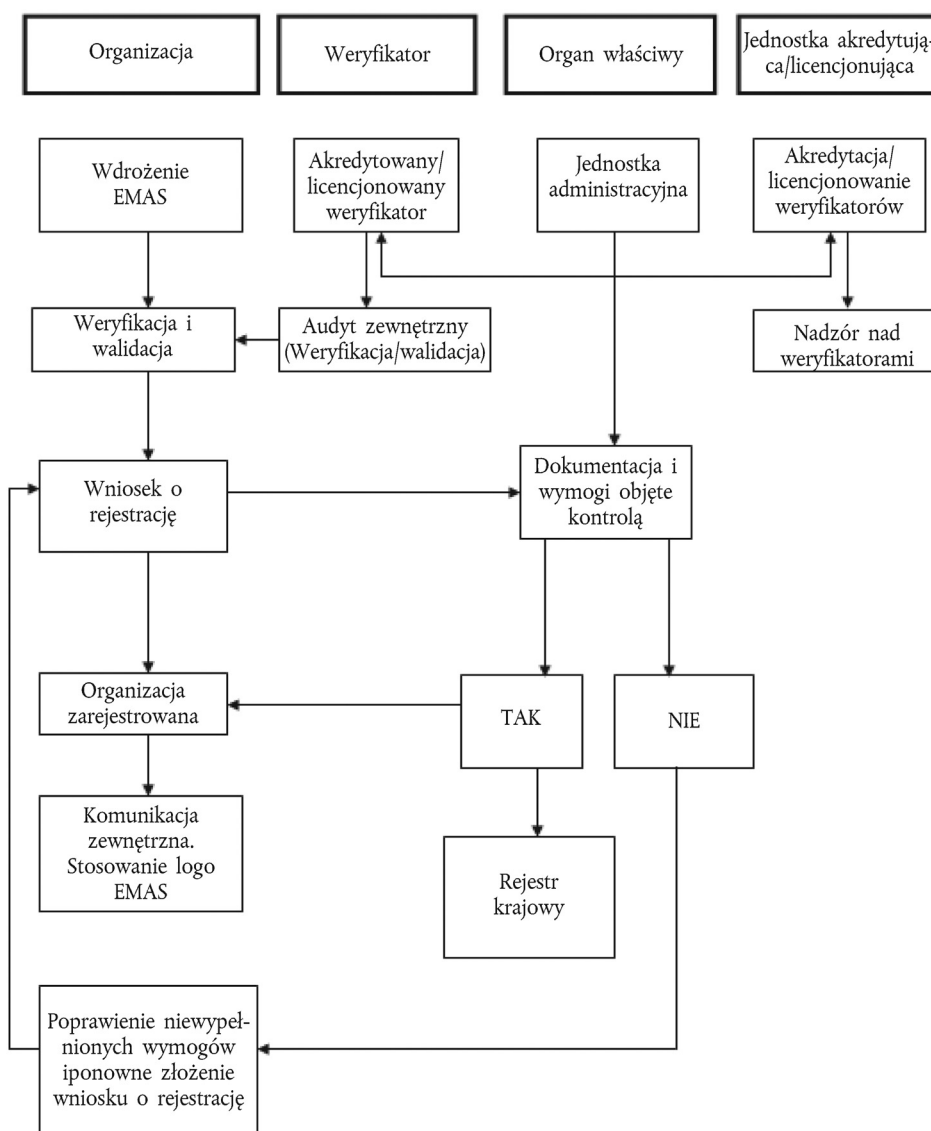 Organizacja
Weryfikator
Organ właściwy
Jednostka akredytują-
ca/licencjonująca
Wdrożenie
EMAS
Akredytowany/
licencjonowany
weryfikator
Jednostka
administracyjna
Akredytacja/
licencjonowanie
weryfikatorów
Weryfikacja i
walidacja
Audyt zewnętrzny
(Weryfikacja/walidacja)
Nadzór nad
weryfikatorami
Wniosek o
rejestrację
Dokumentacja i
wymogi objęte
kontrolą
Organizacja
zarejestrowana
TAK
NIE
Komunikacja
zewnętrzna.
Stosowanie logo
EMAS
Rejestr
krajowy
Poprawienie niewypeł-
nionych wymogów
iponowne złożenie
wniosku o rejestrację